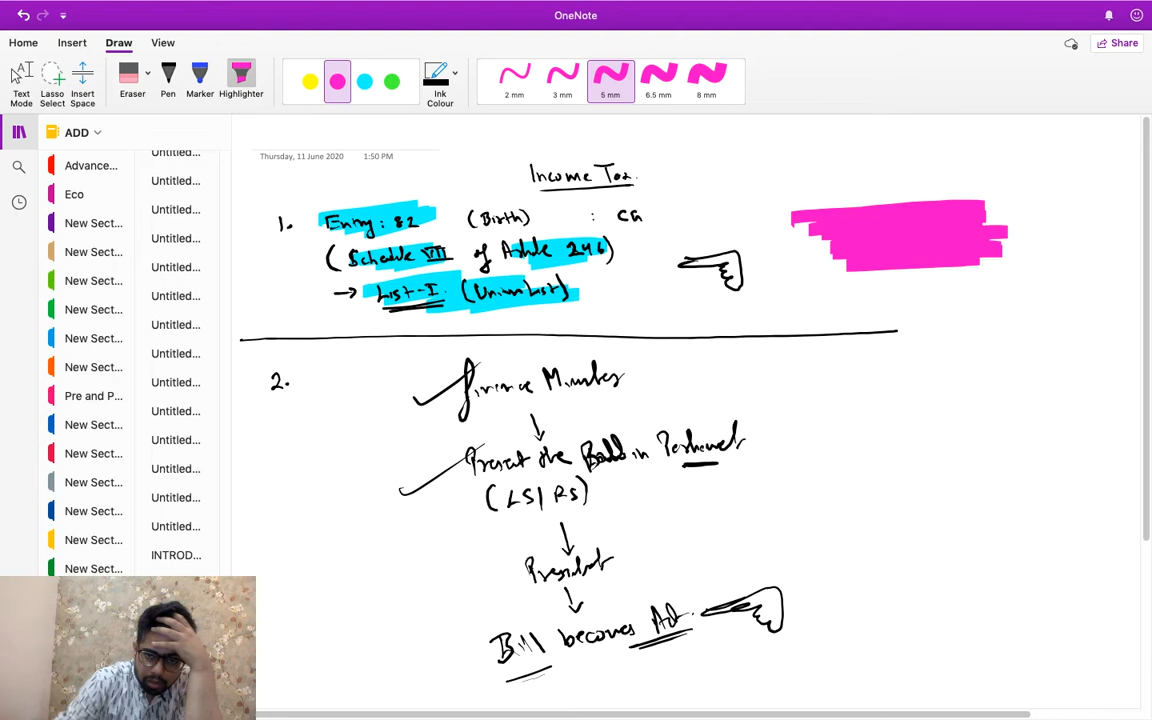 OneNote
Home Insert Draw View
Share
Text Mode
Lasso Select
Insert Space
Eraser
Pen
Marker
Highlighter
Ink Colour
2 mm
3 mm
5 mm
6.5 mm
8 mm
ADD
Advance...
Eco
New Sect...
New Sect...
New Sect...
New Sect...
New Sect...
New Sect...
Pre and P...
New Sect...
New Sect...
New Sect...
New Sect...
New Sect...
New Sect...
Untitled...
Untitled...
Untitled...
Untitled...
Untitled...
Untitled...
Untitled...
Untitled...
Untitled...
Untitled...
Untitled...
Untitled...
Untitled...
Untitled...
INTROD...
Thursday, 11 June 2020 1:50 PM
Income Tax.
1. Entry : 82 (Birth) : CG
( Schedule VII of Article 246)
→ List-I (Union List)
2. Finance Minister
Present the Bill in Parliament
(LS/ RS)
President
Bill becomes Act.